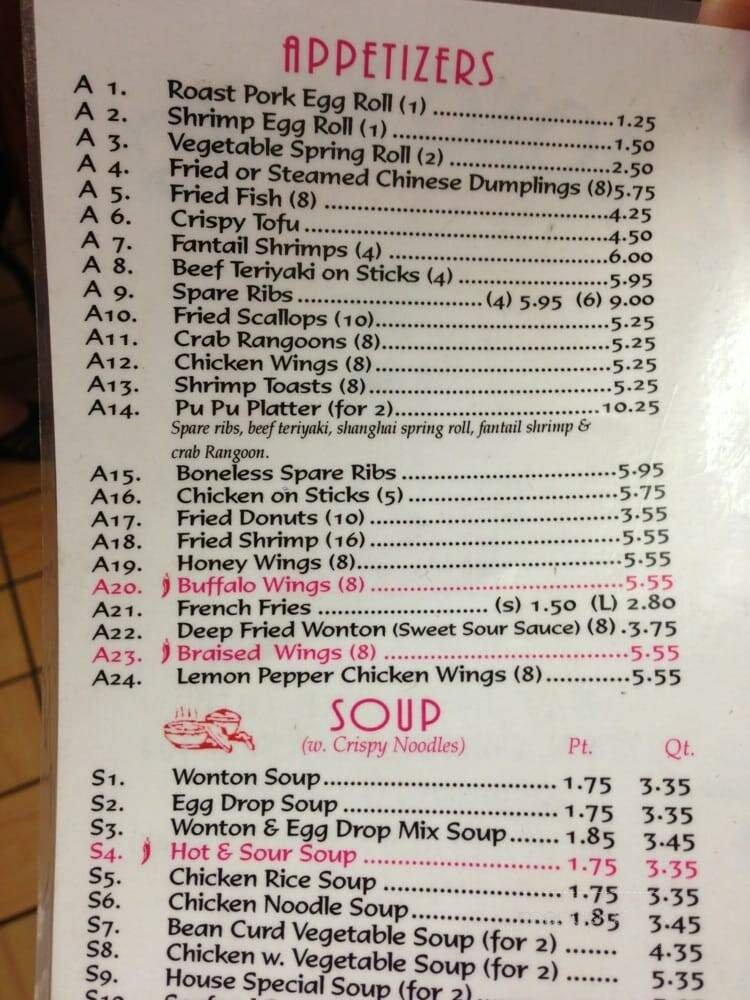 APPETIZERS
A 1. Roast Pork Egg Roll (1) ..............................1.25
A 2. Shrimp Egg Roll (1) ....................................1.50
A 3. Vegetable Spring Roll (2) ...........................2.50
A 4. Fried or Steamed Chinese Dumplings (8)5.75
A 5. Fried Fish (8) ............................................4.25
A 6. Crispy Tofu ...............................................4.50
A 7. Fantail Shrimps (4) ....................................6.00
A 8. Beef Teriyaki on Sticks (4) .........................5.95
A 9. Spare Ribs ............................(4) 5.95 (6) 9.00
A10. Fried Scallops (10)....................................5.25
A11. Crab Rangoons (8)....................................5.25
A12. Chicken Wings (8).....................................5.25
A13. Shrimp Toasts (8)......................................5.25
A14. Pu Pu Platter (for 2)................................10.25
Spare ribs, beef teriyaki, shanghai spring roll, fantail shrimp &
crab Rangoon.
A15. Boneless Spare Ribs .................................5.95
A16. Chicken on Sticks (5) ................................5.75
A17. Fried Donuts (10) .....................................3.55
A18. Fried Shrimp (16)......................................5.55
A19. Honey Wings (8)........................................5.55
A20. Buffalo Wings (8) ......................................5.55
A21. French Fries .......................... (s) 1.50 (L) 2.80
A22. Deep Fried Wonton (Sweet Sour Sauce) (8) .3.75
A23. Braised Wings (8) ......................................5.55
A24. Lemon Pepper Chicken Wings (8)............5.55
SOUP
(w. Crispy Noodles) Pt. Qt.
S1. Wonton Soup.................................... 1.75 3.35
S2. Egg Drop Soup ................................. 1.75 3.35
S3. Wonton & Egg Drop Mix Soup....... 1.85 3.45
S4. Hot & Sour Soup .............................. 1.75 3.35
S5. Chicken Rice Soup ........................... 1.75 3.35
S6. Chicken Noodle Soup....................... 1.85 3.45
S7. Bean Curd Vegetable Soup (for 2) ....... 4.35
S8. Chicken w. Vegetable Soup (for 2) ....... 5.35
S9. House Special Soup (for 2)